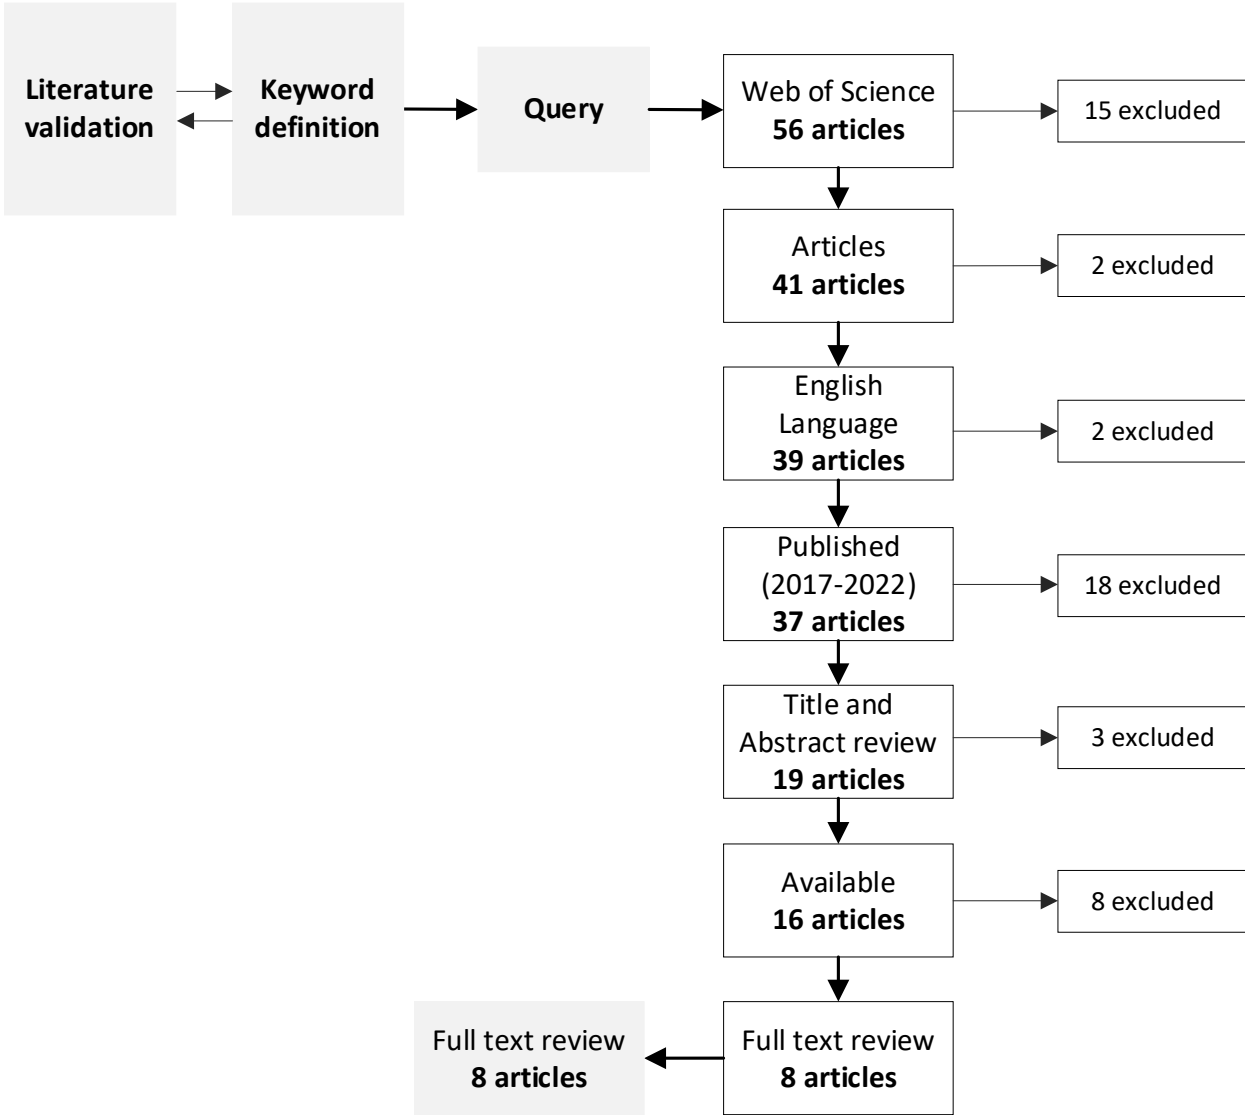 Literature
validation
Keyword
definition
Query
Web of Science
56 articles
15 excluded
Articles
41 articles
2 excluded
English
Language
39 articles
2 excluded
Published
(2017-2022)
37 articles
18 excluded
Title and
Abstract review
19 articles
3 excluded
Available
16 articles
8 excluded
Full text review
8 articles
Full text review
8 articles